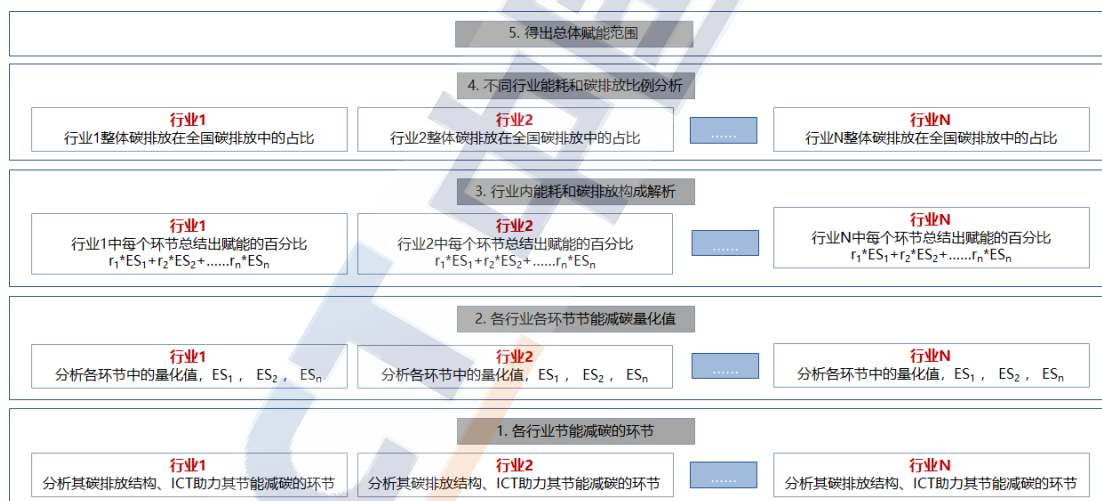 5. 得出总体赋能范围
4. 不同行业能耗和碳排放比例分析
行业1
行业1整体碳排放在全国碳排放中的占比
行业2
行业2整体碳排放在全国碳排放中的占比
......
行业N
行业N整体碳排放在全国碳排放中的占比
3. 行业内能耗和碳排放构成解析
行业1
行业1中每个环节总结出赋能的百分比
r₁*ES₁+r₂*ES₂+......rₙ*ESₙ
行业2
行业2中每个环节总结出赋能的百分比
r₁*ES₁+r₂*ES₂+......rₙ*ESₙ
......
行业N
行业N中每个环节总结出赋能的百分比
r₁*ES₁+r₂*ES₂+......rₙ*ESₙ
2. 各行业各环节节能减碳量化值
行业1
分析各环节中的量化值，ES₁ ， ES₂ ， ESₙ
行业2
分析各环节中的量化值，ES₁ ， ES₂ ， ESₙ
......
行业N
分析各环节中的量化值，ES₁ ， ES₂ ， ESₙ
1. 各行业节能减碳的环节
行业1
分析其碳排放结构、ICT助力其节能减碳的环节
行业2
分析其碳排放结构、ICT助力其节能减碳的环节
......
行业N
分析其碳排放结构、ICT助力其节能减碳的环节